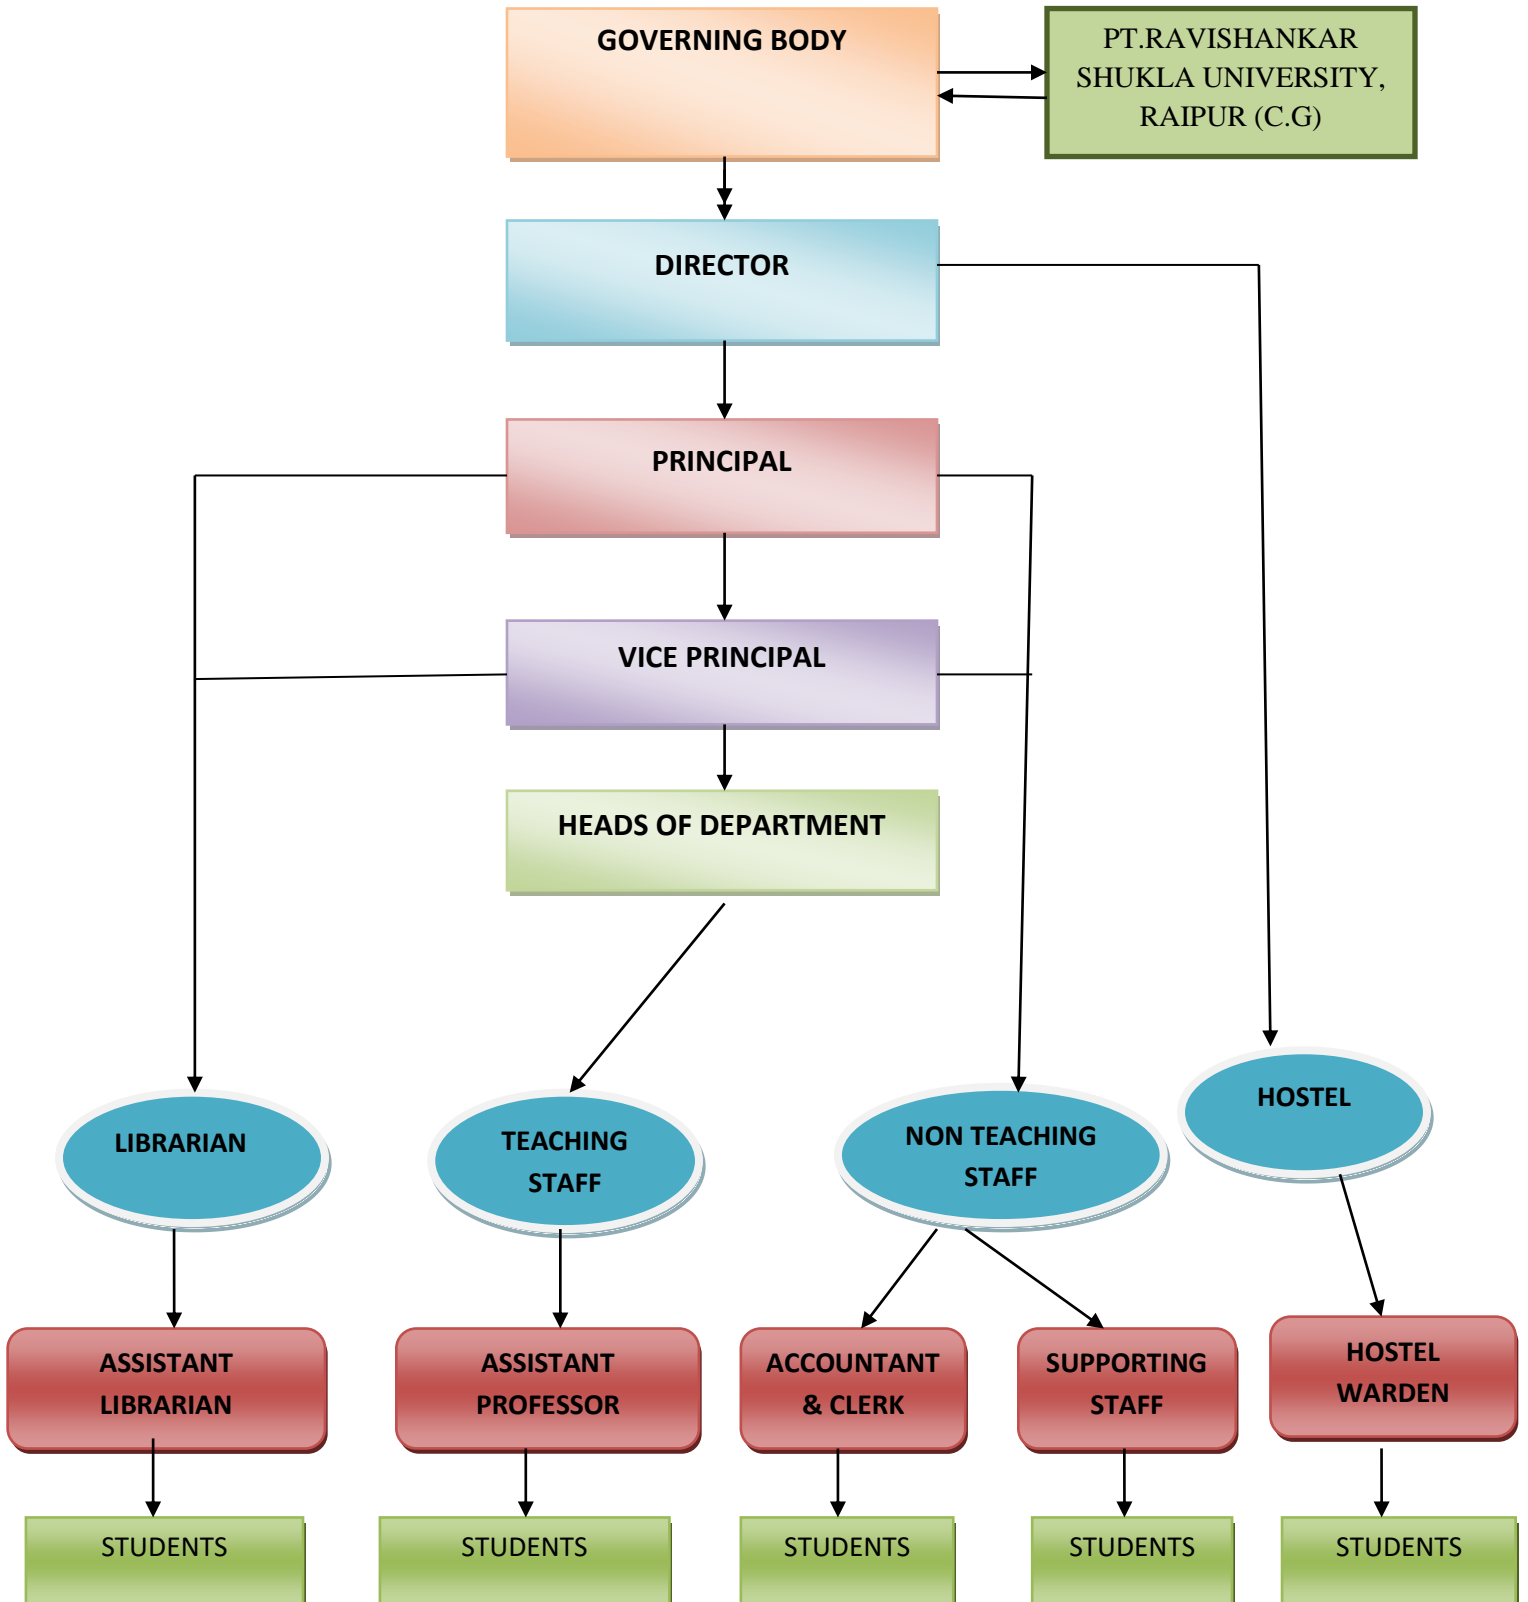 GOVERNING BODY
PT.RAVISHANKAR
SHUKLA UNIVERSITY,
RAIPUR (C.G)
DIRECTOR
PRINCIPAL
VICE PRINCIPAL
HEADS OF DEPARTMENT
LIBRARIAN
TEACHING
STAFF
NON TEACHING
STAFF
HOSTEL
ASSISTANT
LIBRARIAN
ASSISTANT
PROFESSOR
ACCOUNTANT
& CLERK
SUPPORTING
STAFF
HOSTEL
WARDEN
STUDENTS
STUDENTS
STUDENTS
STUDENTS
STUDENTS